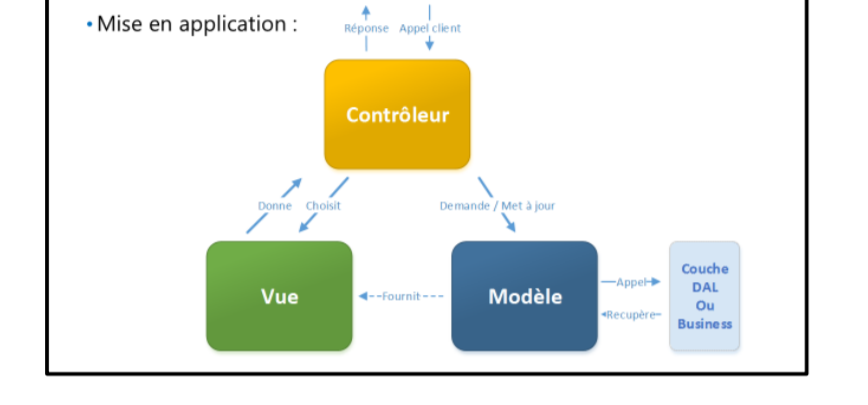 • Mise en application :
Réponse Appel client
Contrôleur
Donne Choisit
Demande / Met à jour
Vue
Fournit
Modèle
Appel
Recupère
Couche
DAL
Ou
Business